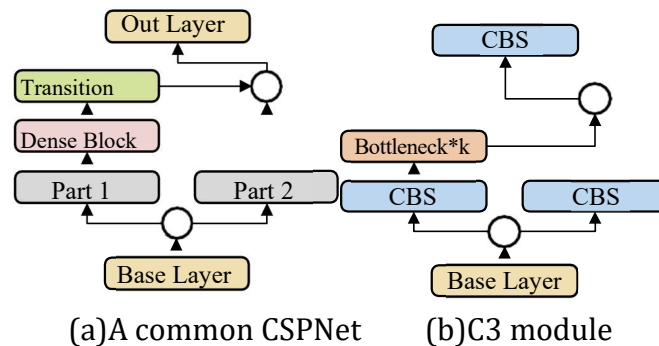 Out Layer
Transition
Dense Block
Part 1
Part 2
Base Layer
(a)A common CSPNet
CBS
Bottleneck*k
CBS
CBS
Base Layer
(b)C3 module